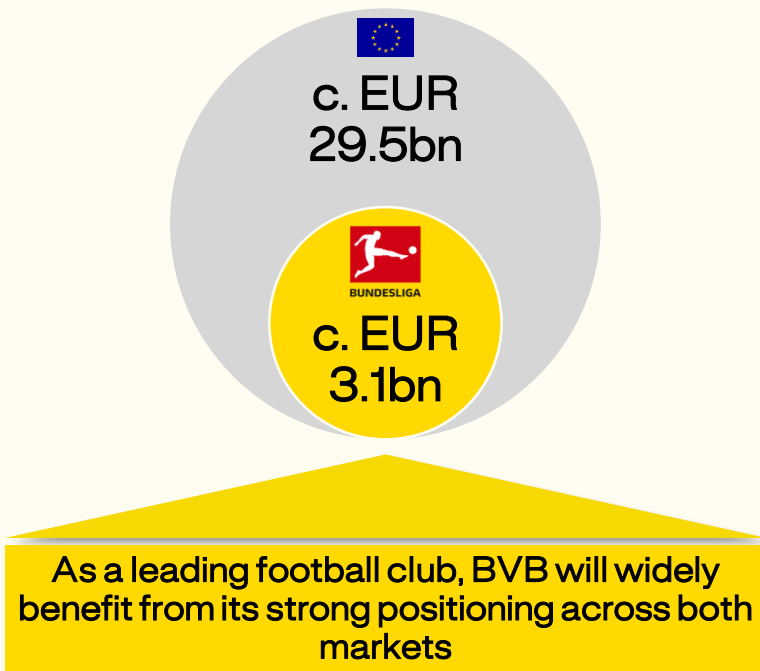 c. EUR
29.5bn
BUNDESLIGA
c. EUR
3.1bn
As a leading football club, BVB will widely
benefit from its strong positioning across both
markets